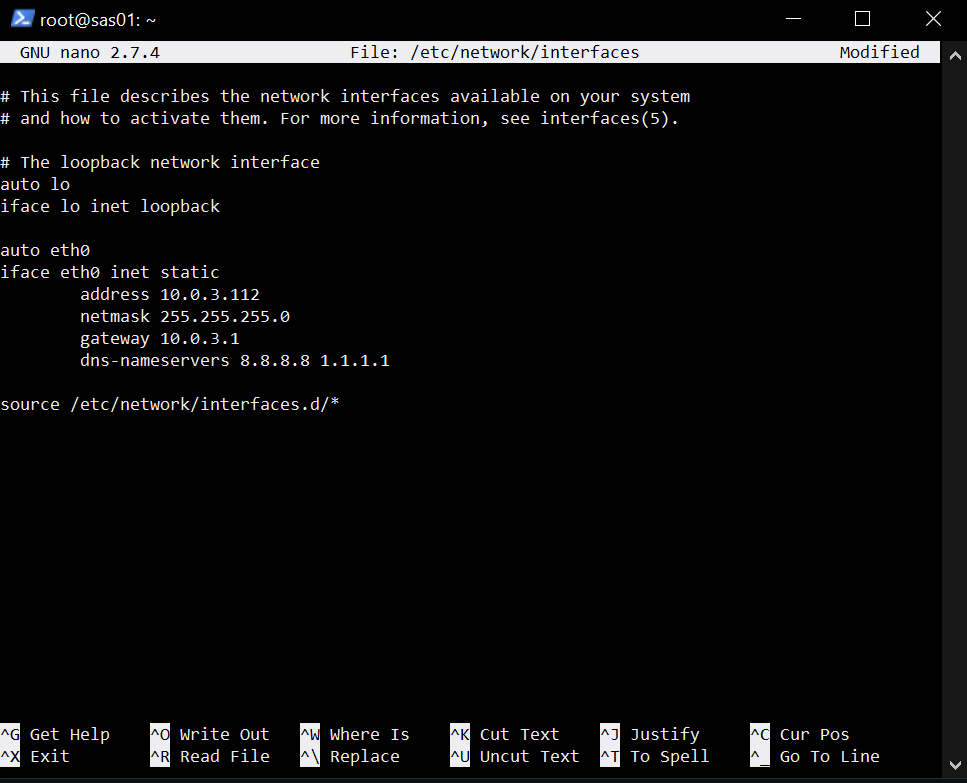 root@sas01: ~
GNU nano 2.7.4 File: /etc/network/interfaces Modified
# This file describes the network interfaces available on your system
# and how to activate them. For more information, see interfaces(5).
# The loopback network interface
auto lo
iface lo inet loopback
auto eth0
iface eth0 inet static
address 10.0.3.112
netmask 255.255.255.0
gateway 10.0.3.1
dns-nameservers 8.8.8.8 1.1.1.1
source /etc/network/interfaces.d/*
^G Get Help ^O Write Out ^W Where Is ^K Cut Text ^J Justify ^C Cur Pos
^X Exit ^R Read File ^\ Replace ^U Uncut Text ^T To Spell ^_ Go To Line